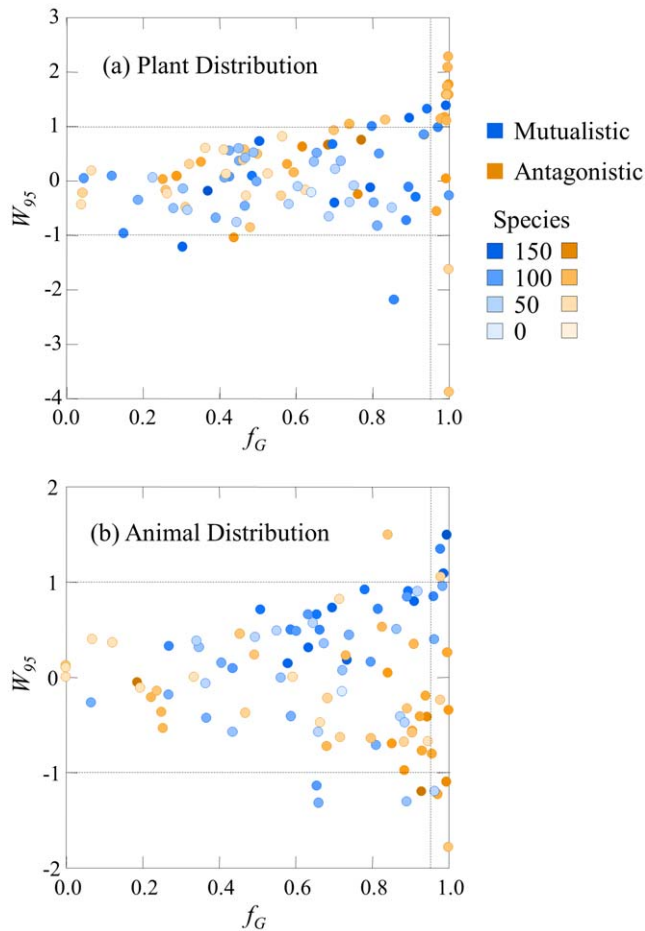 3
(a) Plant Distribution
2
1
0
-1
-2
-3
-4
W95
0.0 0.2 0.4 0.6 0.8 1.0
fG
Mutualistic
Antagonistic
Species
150
100
50
0
2
(b) Animal Distribution
1
0
-1
-2
W95
0.0 0.2 0.4 0.6 0.8 1.0
fG